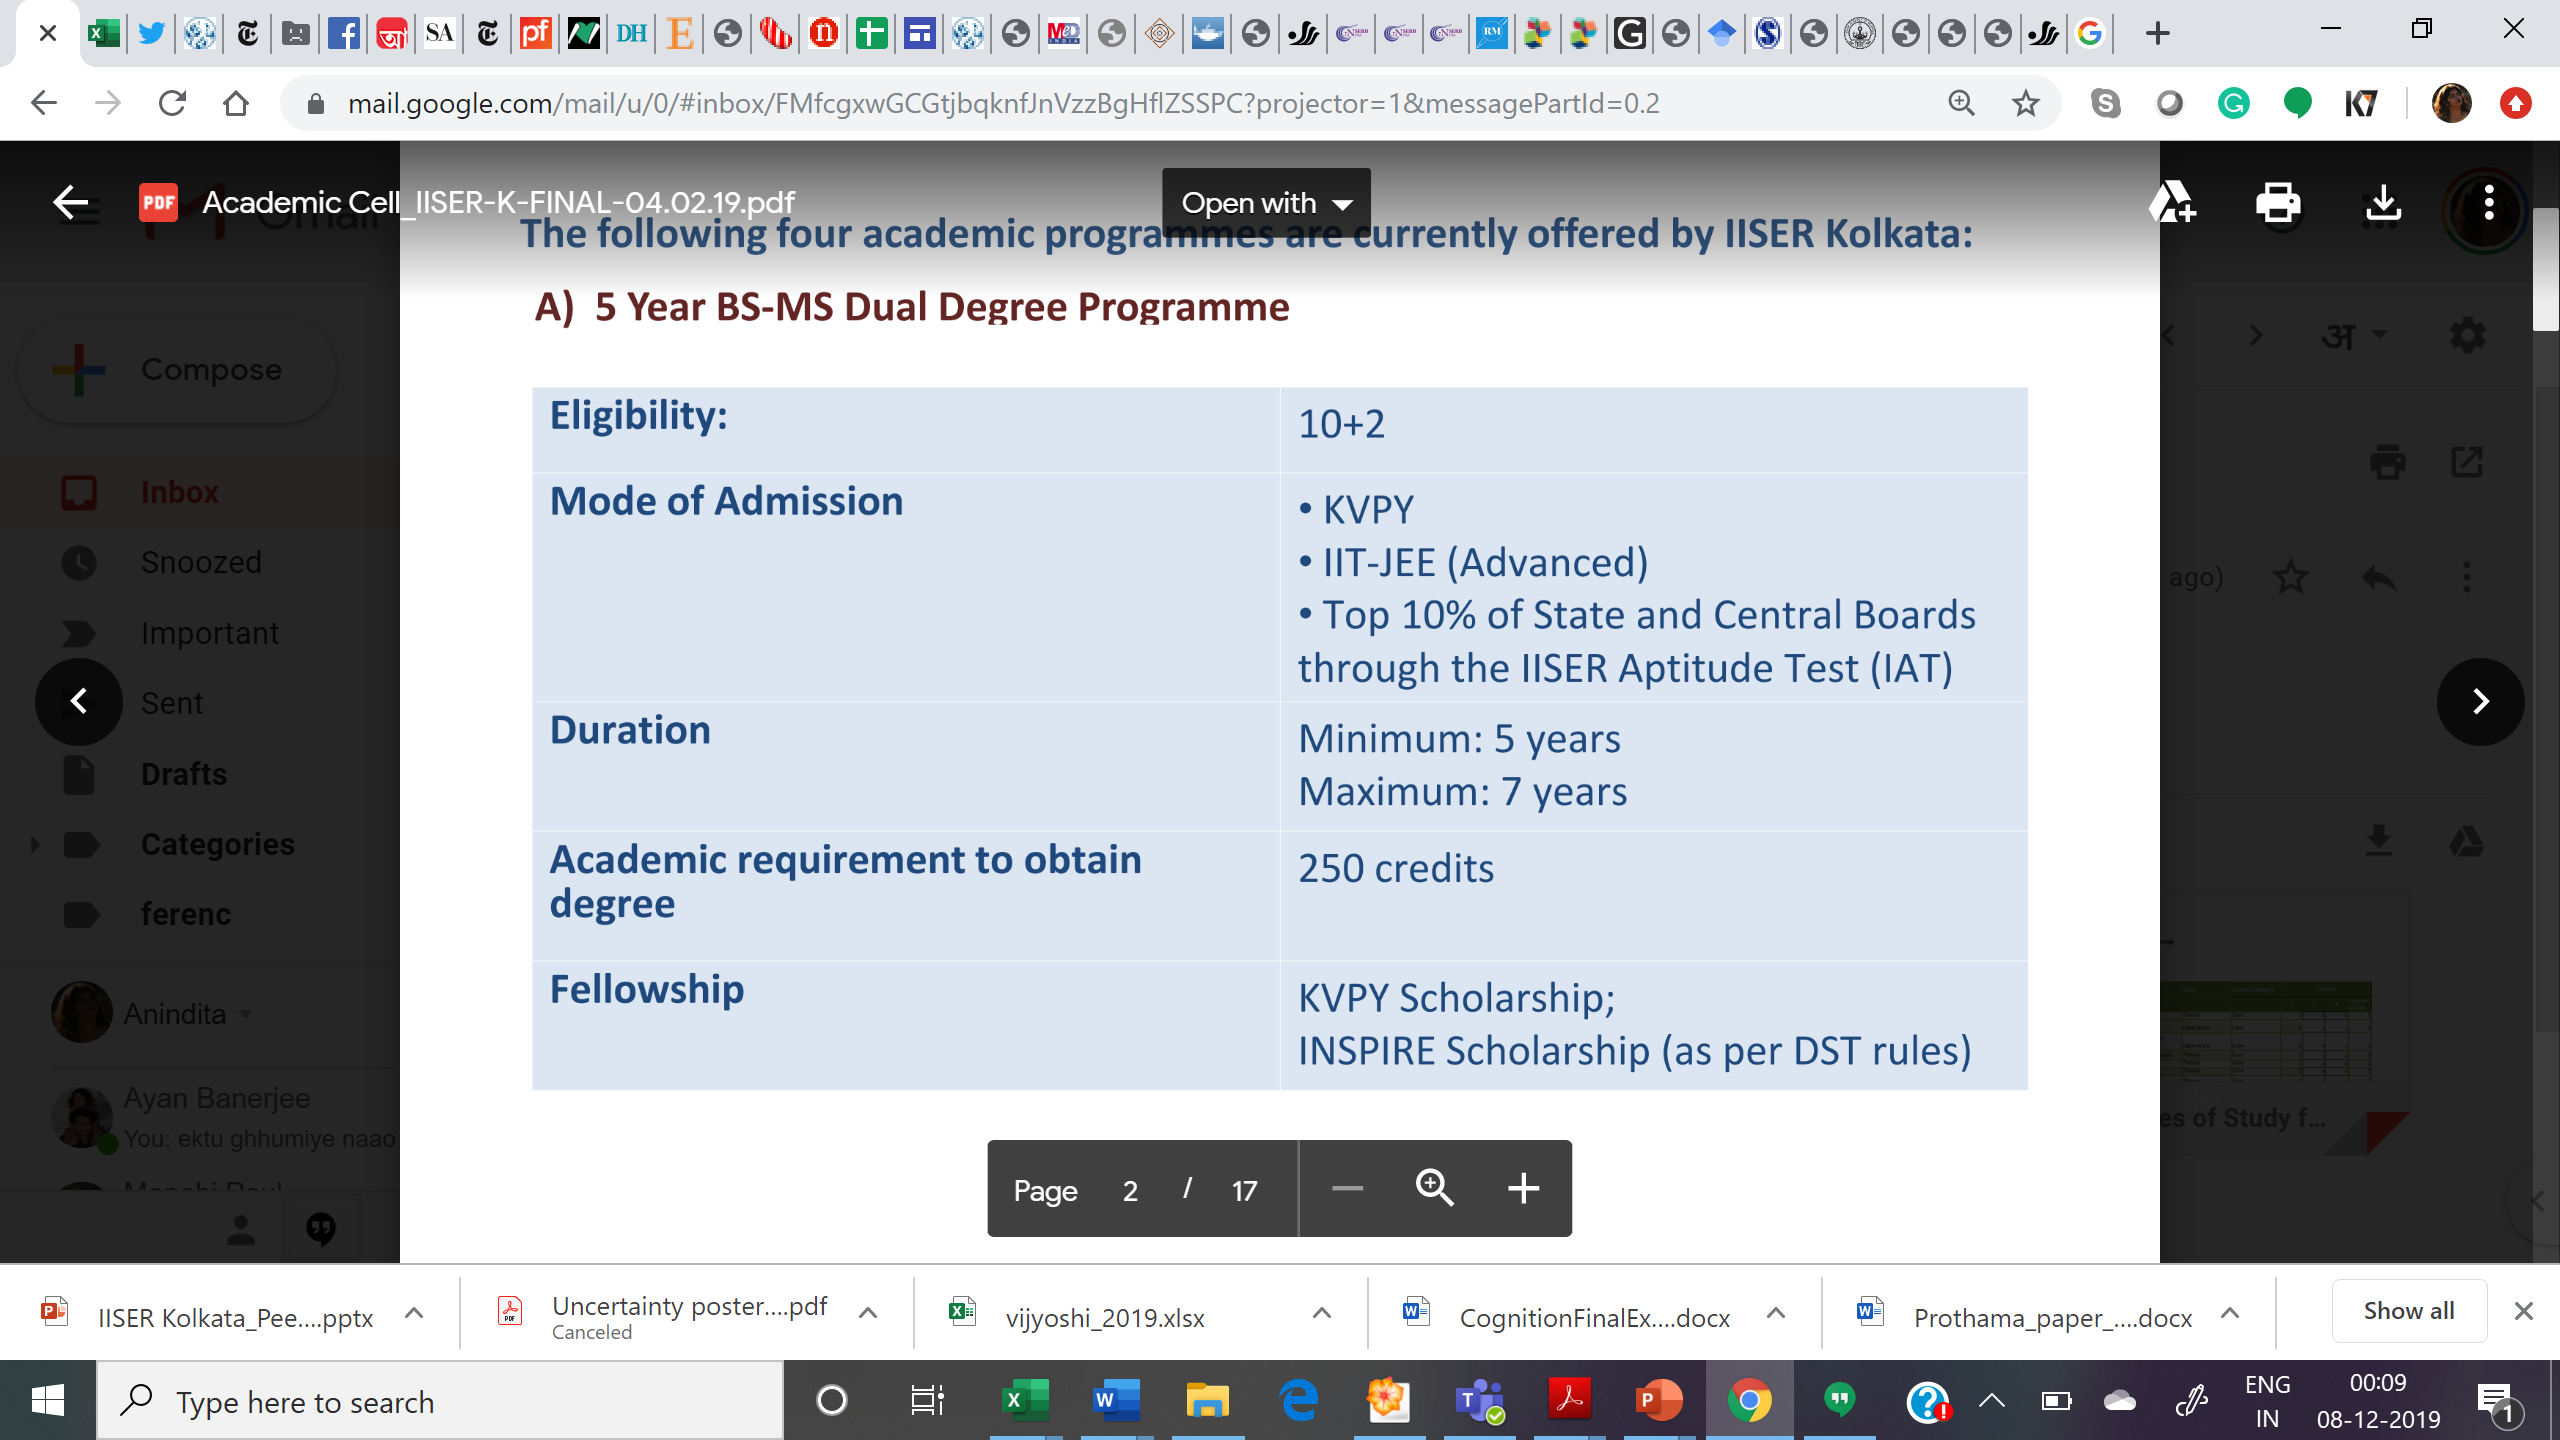 mail.google.com/mail/u/0/#inbox/FMfcgxwGCGtjbqknfJnVzzBgHflZSSPC?projector=1&messagePartId=0.2
Academic Cell_IISER-K-FINAL-04.02.19.pdf
Open with
The following four academic programmes are currently offered by IISER Kolkata:
A) 5 Year BS-MS Dual Degree Programme
Compose
Inbox
Snoozed
Important
Sent
Drafts
Categories
ferenc
Anindita
Ayan Banerjee
You: ektu ghhumiye naao
अ
ago)
Eligibility:
10+2
Mode of Admission
• KVPY
• IIT-JEE (Advanced)
• Top 10% of State and Central Boards
through the IISER Aptitude Test (IAT)
Duration
Minimum: 5 years
Maximum: 7 years
Academic requirement to obtain
degree
250 credits
Fellowship
KVPY Scholarship;
INSPIRE Scholarship (as per DST rules)
es of Study f...
Page 2 / 17
IISER Kolkata_Pee....pptx
Uncertainty poster....pdf
Canceled
vijyoshi_2019.xlsx
CognitionFinalEx....docx
Prothama_paper_....docx
Show all
Type here to search
ENG
IN
00:09
08-12-2019
1